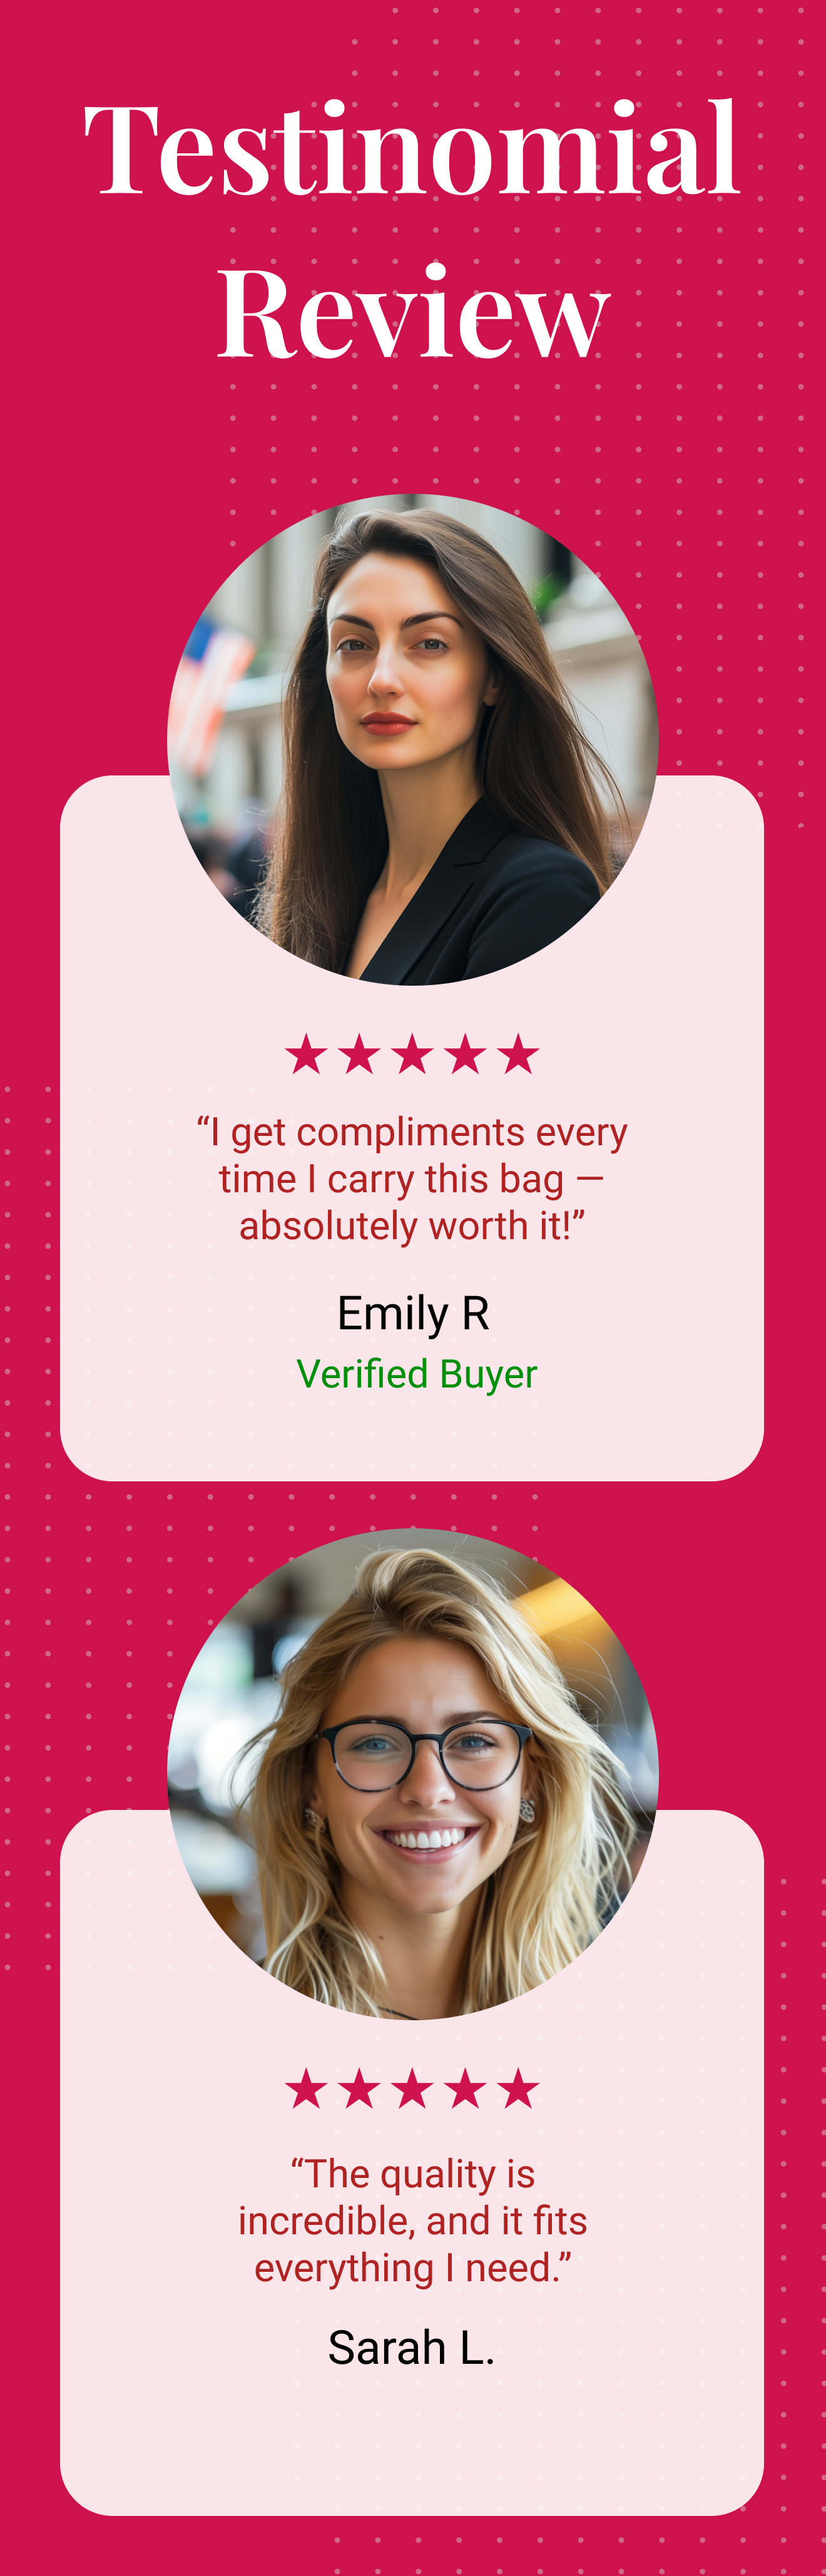 Testinomial
Review
“I get compliments every
time I carry this bag —
absolutely worth it!”
Emily R
Verified Buyer
“The quality is
incredible, and it fits
everything I need.”
Sarah L.